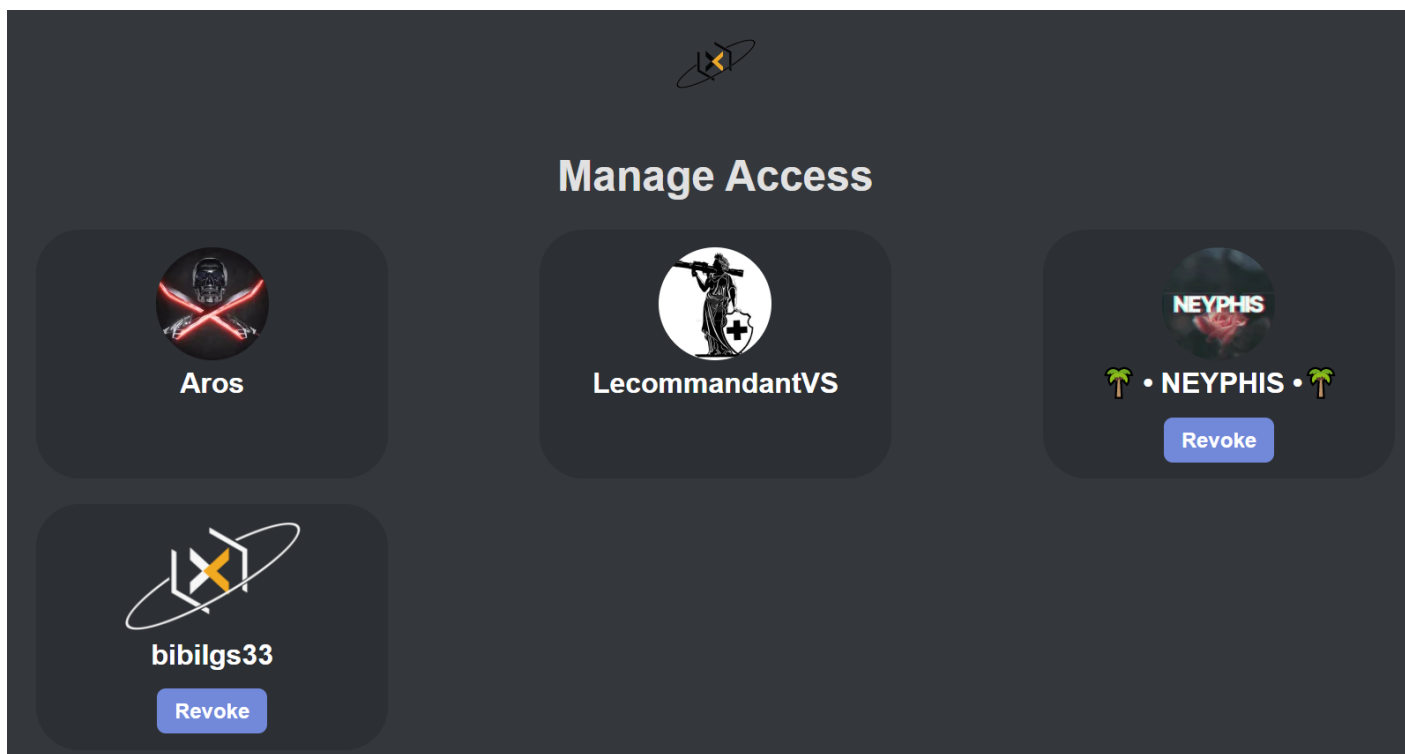 Manage Access
Aros
LecommandantVS
NEYPHIS
🌴 • NEYPHIS •🌴
Revoke
bibilgs33
Revoke